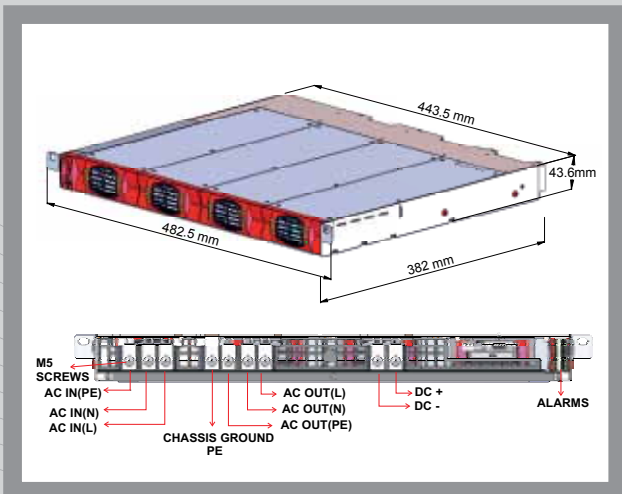 443.5 mm
43.6mm
482.5 mm
382 mm
M5
SCREWS
AC IN(PE)
AC IN(N)
AC IN(L)
CHASSIS GROUND
PE
AC OUT(L)
AC OUT(N)
AC OUT(PE)
DC +
DC -
ALARMS